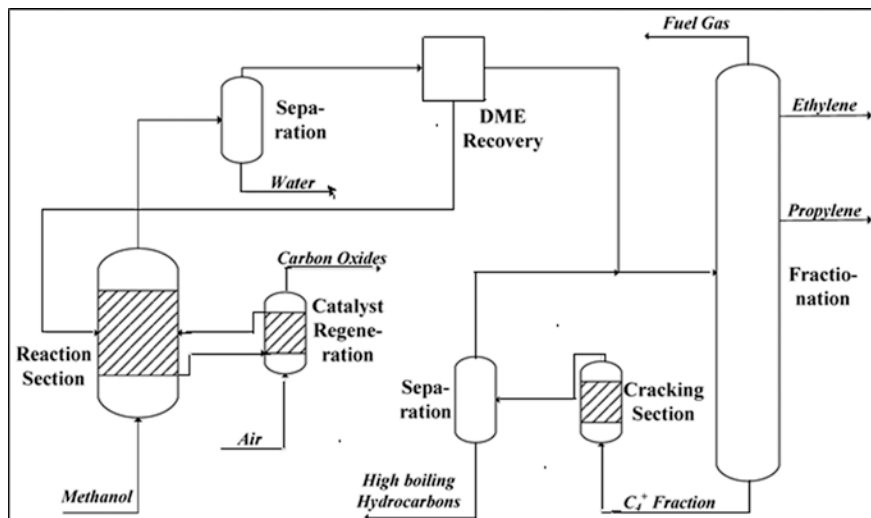 Fuel Gas
Sepa-
ration
DME
Recovery
Ethylene
Water
Propylene
Carbon Oxides
Fractio-
nation
Catalyst
Regene-
ration
Reaction
Section
Sepa-
ration
Cracking
Section
Air
Methanol
High boiling
Hydrocarbons
C₄⁺ Fraction